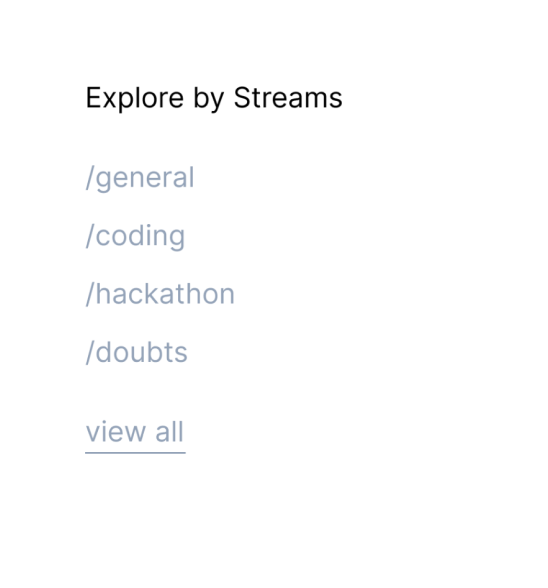 Explore by Streams
/general
/coding
/hackathon
/doubts
view all